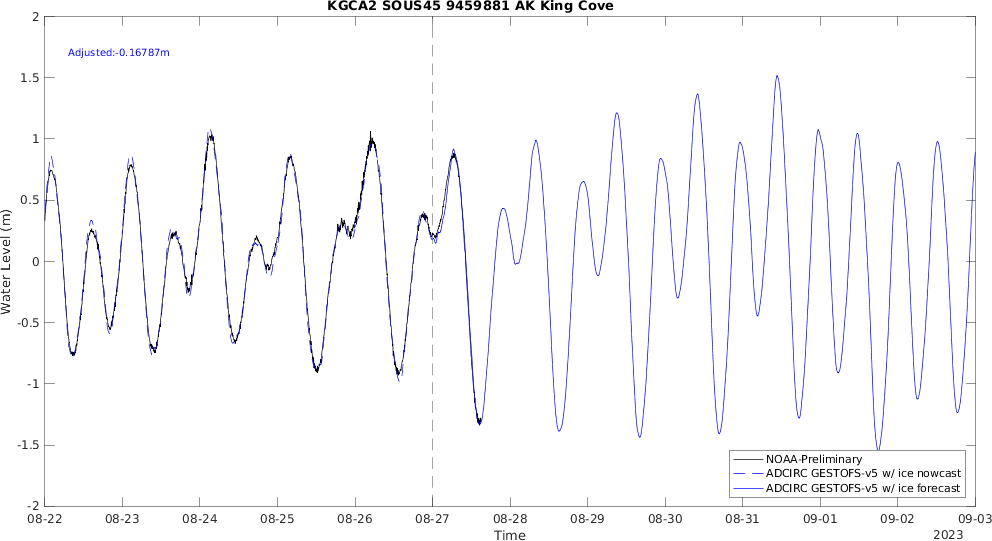 KGCA2 SOUS45 9459881 AK King Cove
Adjusted:-0.16787m
Water Level (m)
2
1.5
1
0.5
0
-0.5
-1
-1.5
-2
NOAA-Preliminary
ADCIRC GESTOFS-v5 w/ ice nowcast
ADCIRC GESTOFS-v5 w/ ice forecast
08-22 08-23 08-24 08-25 08-26 08-27 08-28 08-29 08-30 08-31 09-01 09-02 09-03
Time
2023